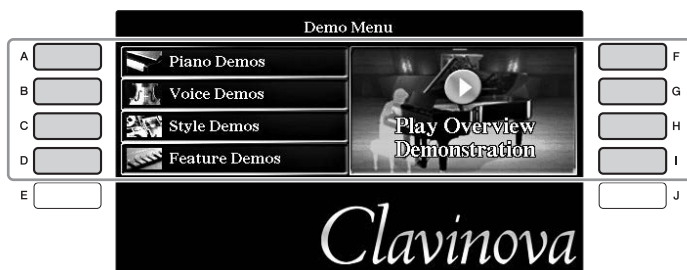 Demo Menu
A
Piano Demos
F
B
Voice Demos
G
C
Style Demos
Play Overview
H
D
Feature Demos
Demonstration
I
E
J
Clavinova